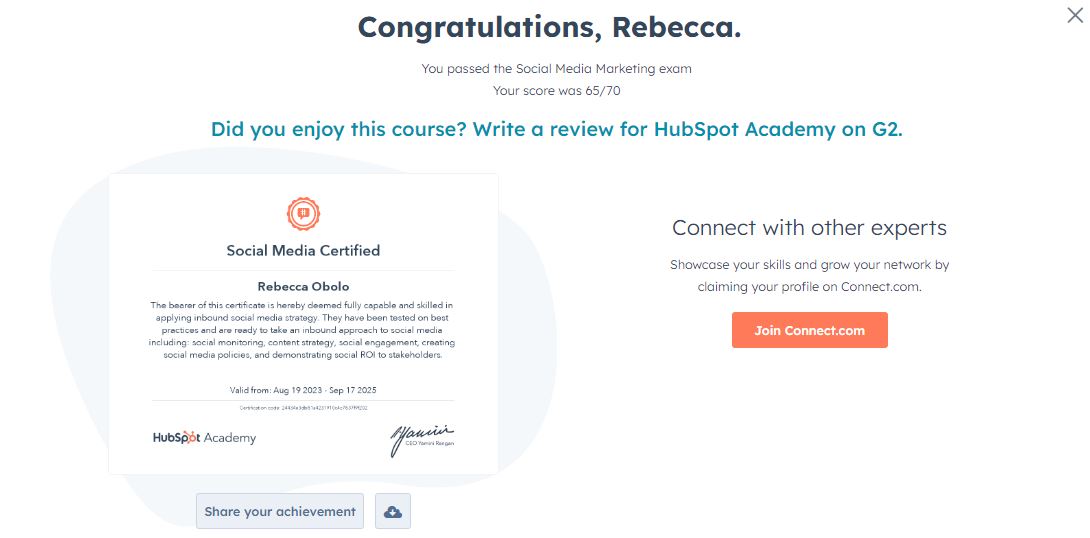 Congratulations, Rebecca.
You passed the Social Media Marketing exam
Your score was 65/70
Did you enjoy this course? Write a review for HubSpot Academy on G2.
Social Media Certified
Rebecca Obolo
The bearer of this certificate is hereby deemed fully capable and skilled in
applying inbound social media strategy. They have been tested on best
practices and are ready to take an inbound approach to social media
including: social monitoring, content strategy, social engagement, creating
social media policies, and demonstrating social ROI to stakeholders.
Valid from: Aug 19 2023 - Sep 17 2025
Certification code:
HubSpot Academy
Yamini
CEO Yamini Rangan
Share your achievement
Connect with other experts
Showcase your skills and grow your network by
claiming your profile on Connect.com.
Join Connect.com